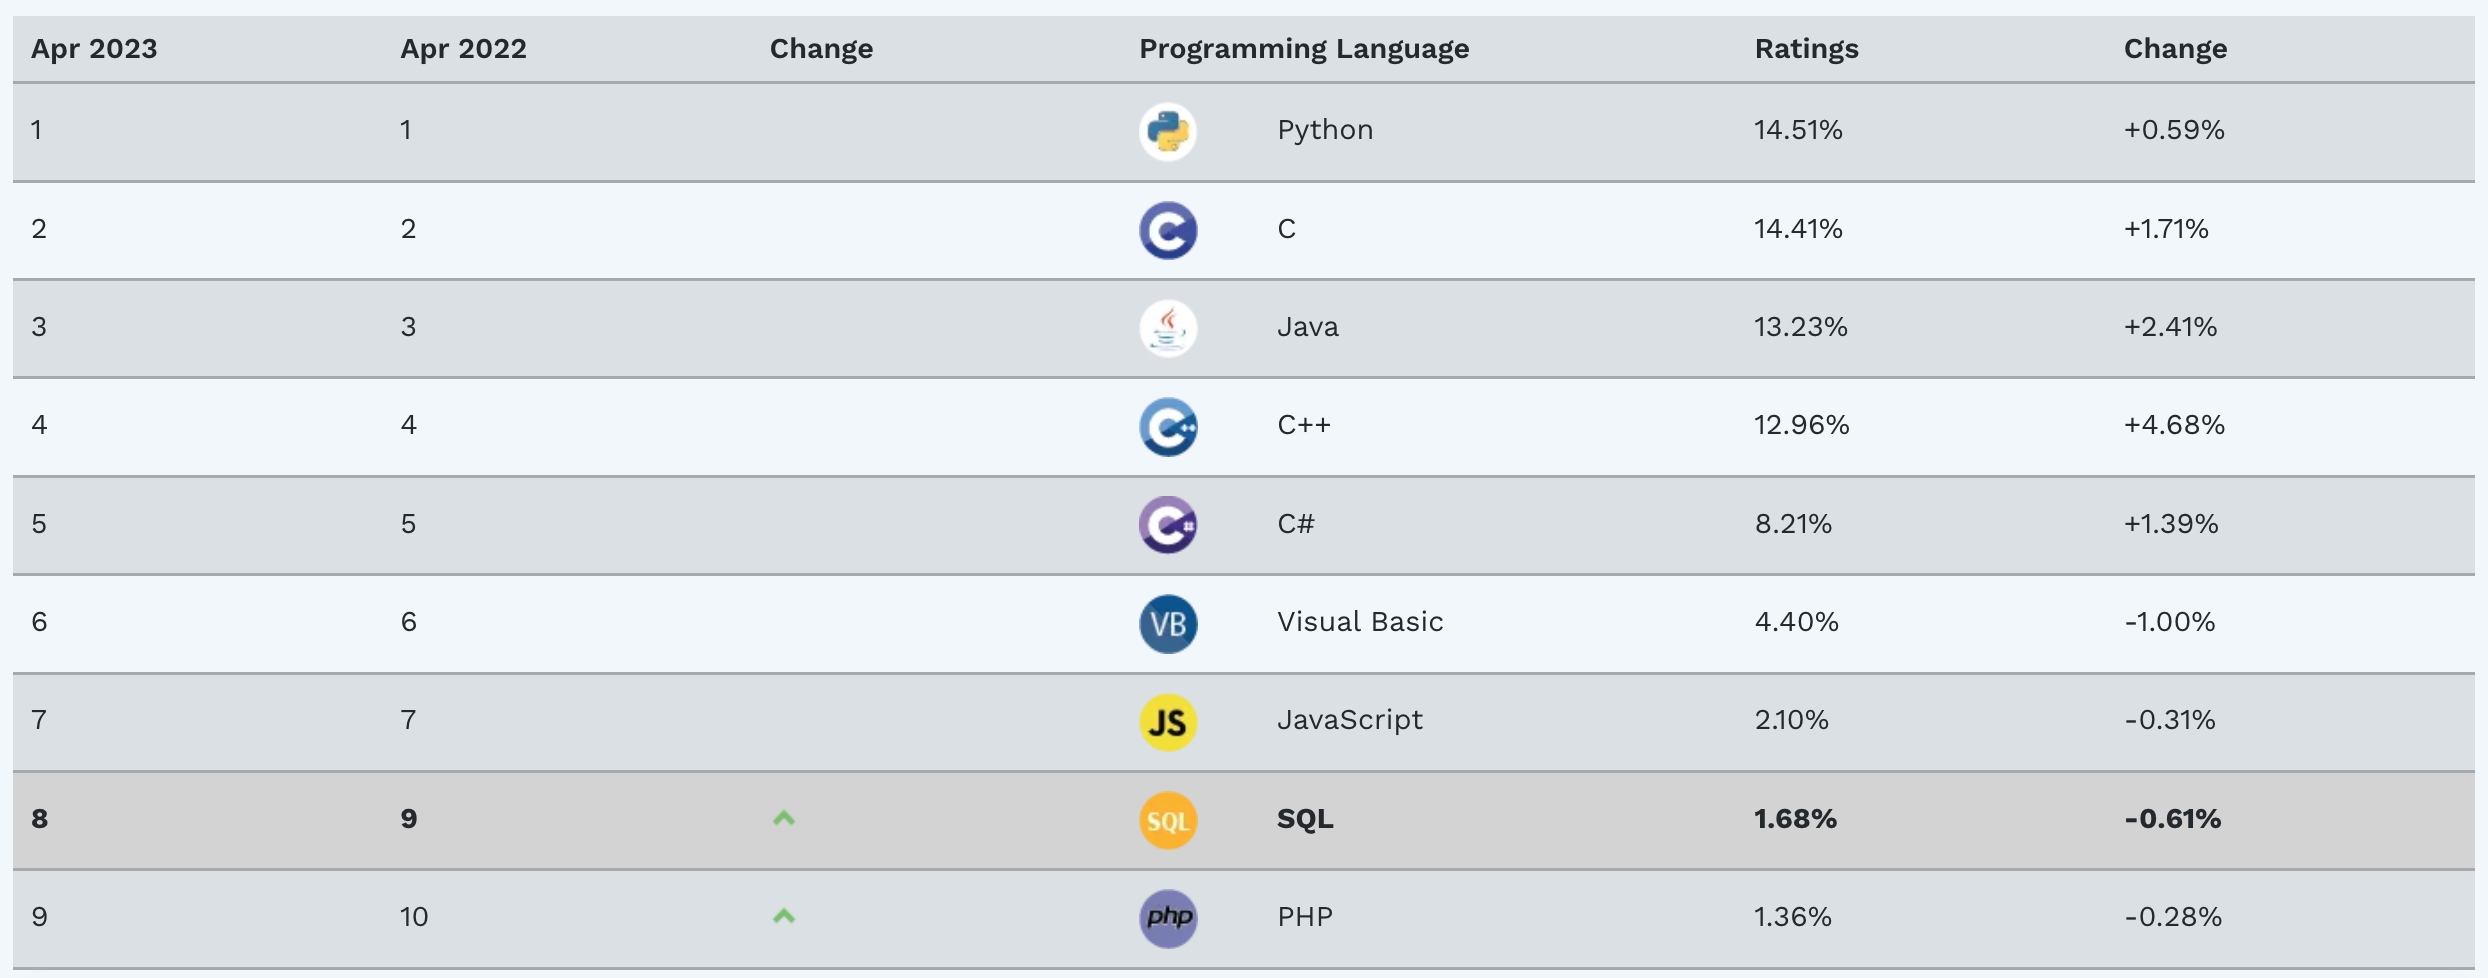 Apr 2023 Apr 2022 Change Programming Language Ratings Change
1 1 Python 14.51% +0.59%
2 2 C C 14.41% +1.71%
3 3 Java 13.23% +2.41%
4 4 C++ C++ 12.96% +4.68%
5 5 C# C# 8.21% +1.39%
6 6 VB Visual Basic 4.40% -1.00%
7 7 JS JavaScript 2.10% -0.31%
8 9 SQL SQL 1.68% -0.61%
9 10 php PHP 1.36% -0.28%